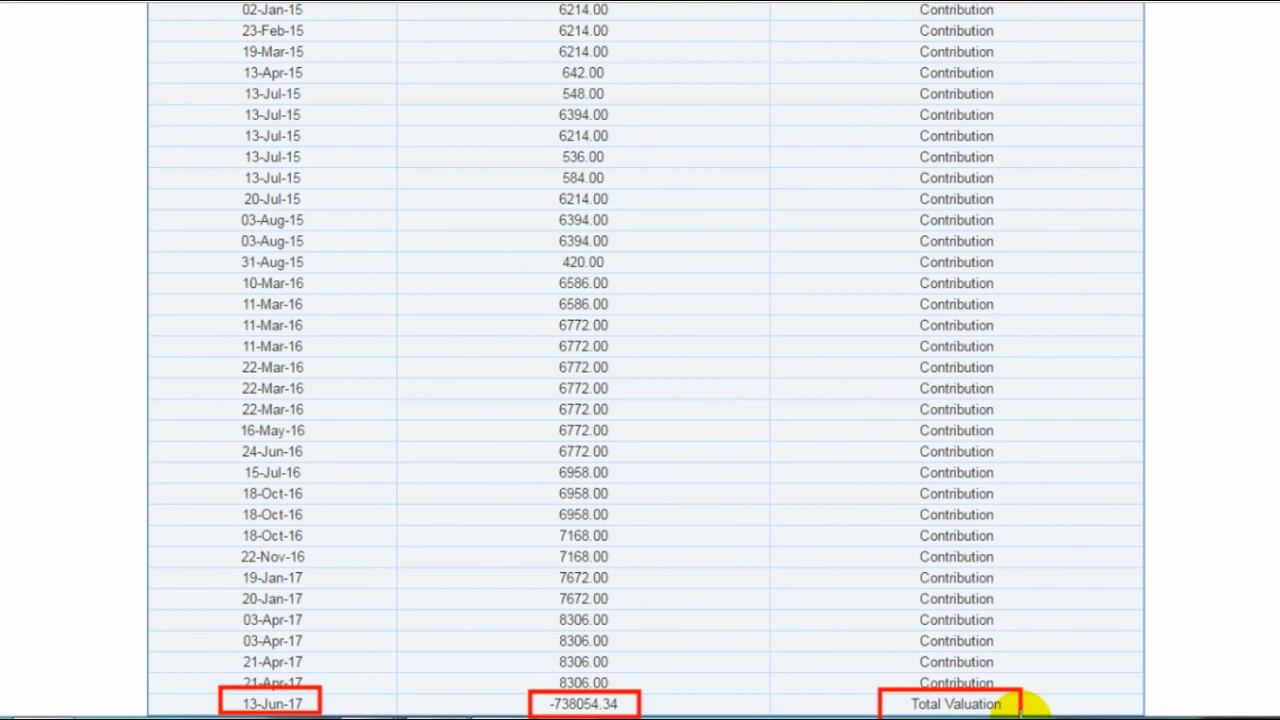 02-Jan-15 6214.00 Contribution
23-Feb-15 6214.00 Contribution
19-Mar-15 6214.00 Contribution
13-Apr-15 642.00 Contribution
13-Jul-15 548.00 Contribution
13-Jul-15 6394.00 Contribution
13-Jul-15 6214.00 Contribution
13-Jul-15 536.00 Contribution
13-Jul-15 584.00 Contribution
20-Jul-15 6214.00 Contribution
03-Aug-15 6394.00 Contribution
03-Aug-15 6394.00 Contribution
31-Aug-15 420.00 Contribution
10-Mar-16 6586.00 Contribution
11-Mar-16 6586.00 Contribution
11-Mar-16 6772.00 Contribution
11-Mar-16 6772.00 Contribution
22-Mar-16 6772.00 Contribution
22-Mar-16 6772.00 Contribution
22-Mar-16 6772.00 Contribution
16-May-16 6772.00 Contribution
24-Jun-16 6772.00 Contribution
15-Jul-16 6958.00 Contribution
18-Oct-16 6958.00 Contribution
18-Oct-16 6958.00 Contribution
18-Oct-16 7168.00 Contribution
22-Nov-16 7168.00 Contribution
19-Jan-17 7672.00 Contribution
20-Jan-17 7672.00 Contribution
03-Apr-17 8306.00 Contribution
03-Apr-17 8306.00 Contribution
21-Apr-17 8306.00 Contribution
21-Apr-17 8306.00 Contribution
13-Jun-17 -738054.34 Total Valuation